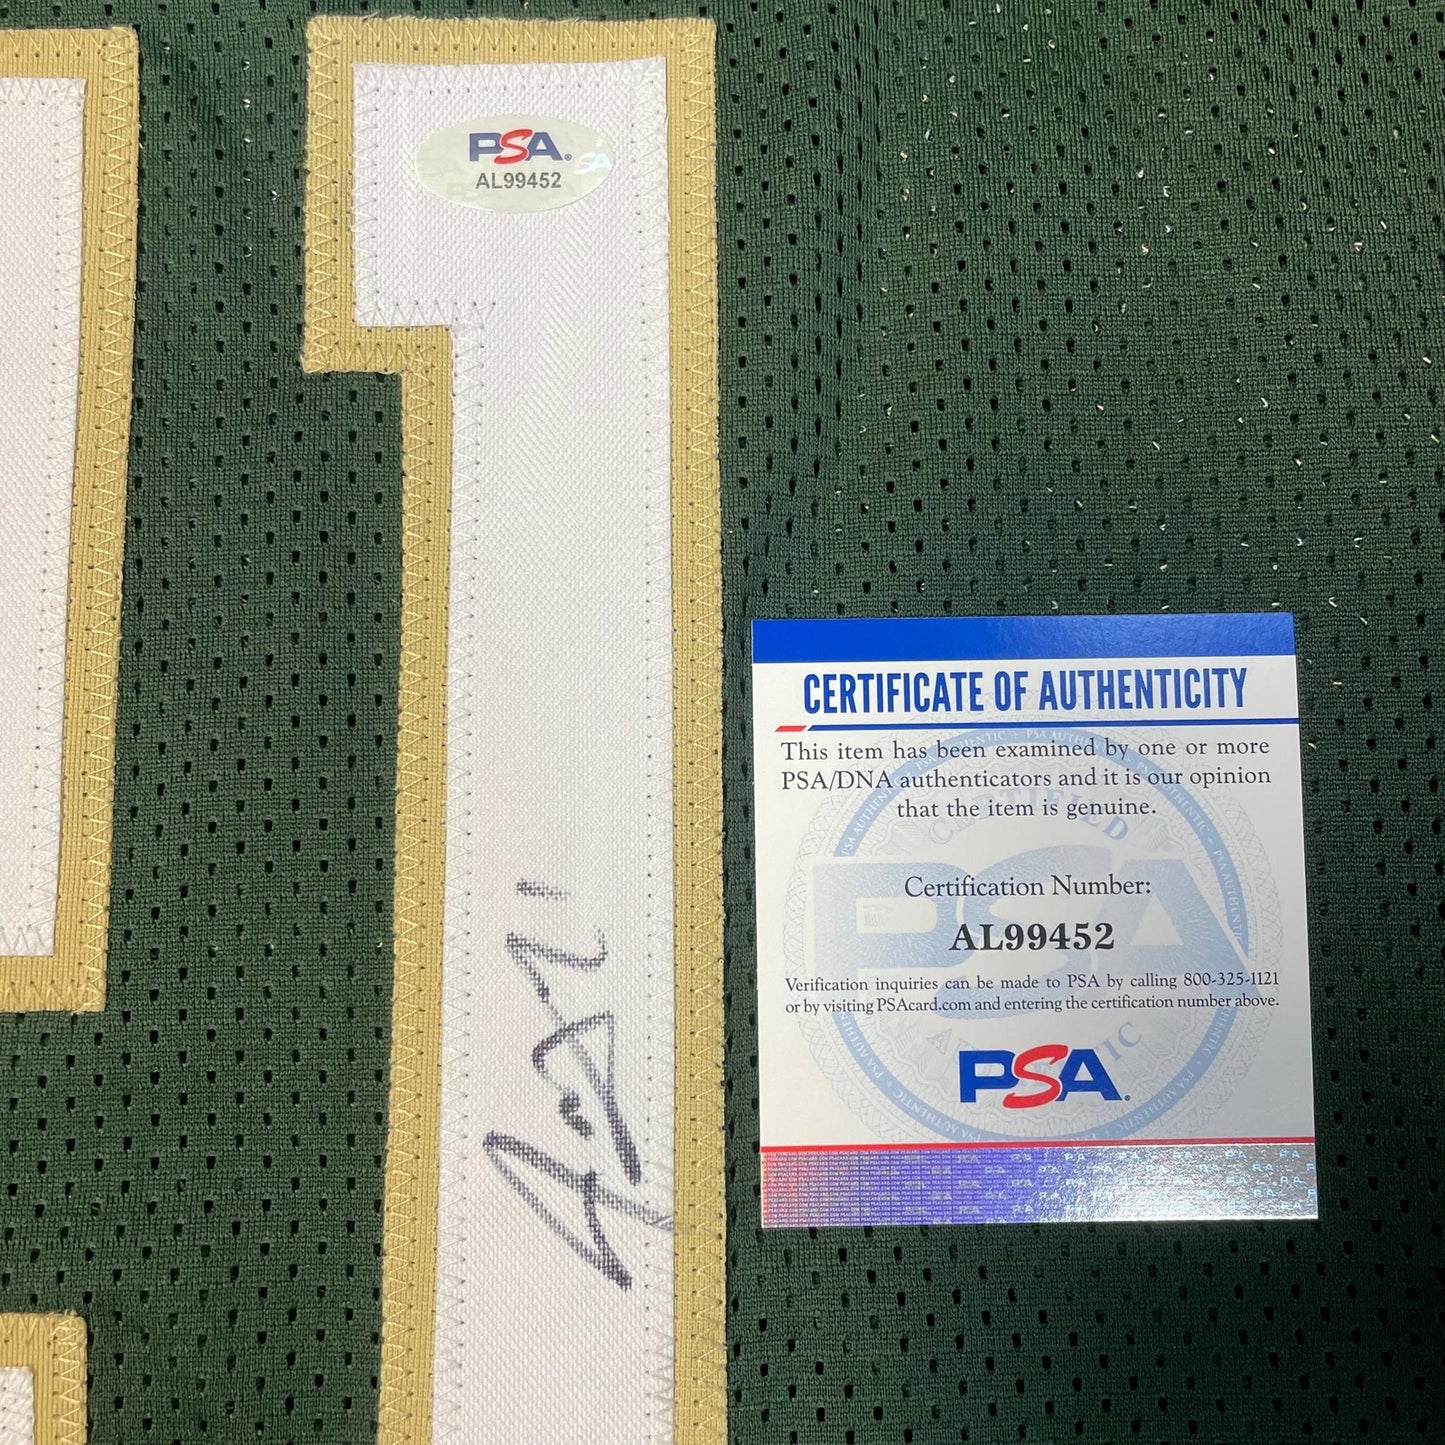 1
PSA
AL99452
CERTIFICATE OF AUTHENTICITY
This item has been examined by one or more
PSA/DNA authenticators and it is our opinion
that the item is genuine.
Certification Number:
AL99452
Verification inquiries can be made to PSA by calling 800-325-1121
or by visiting PSAcard.com and entering the certification number above.
PSA